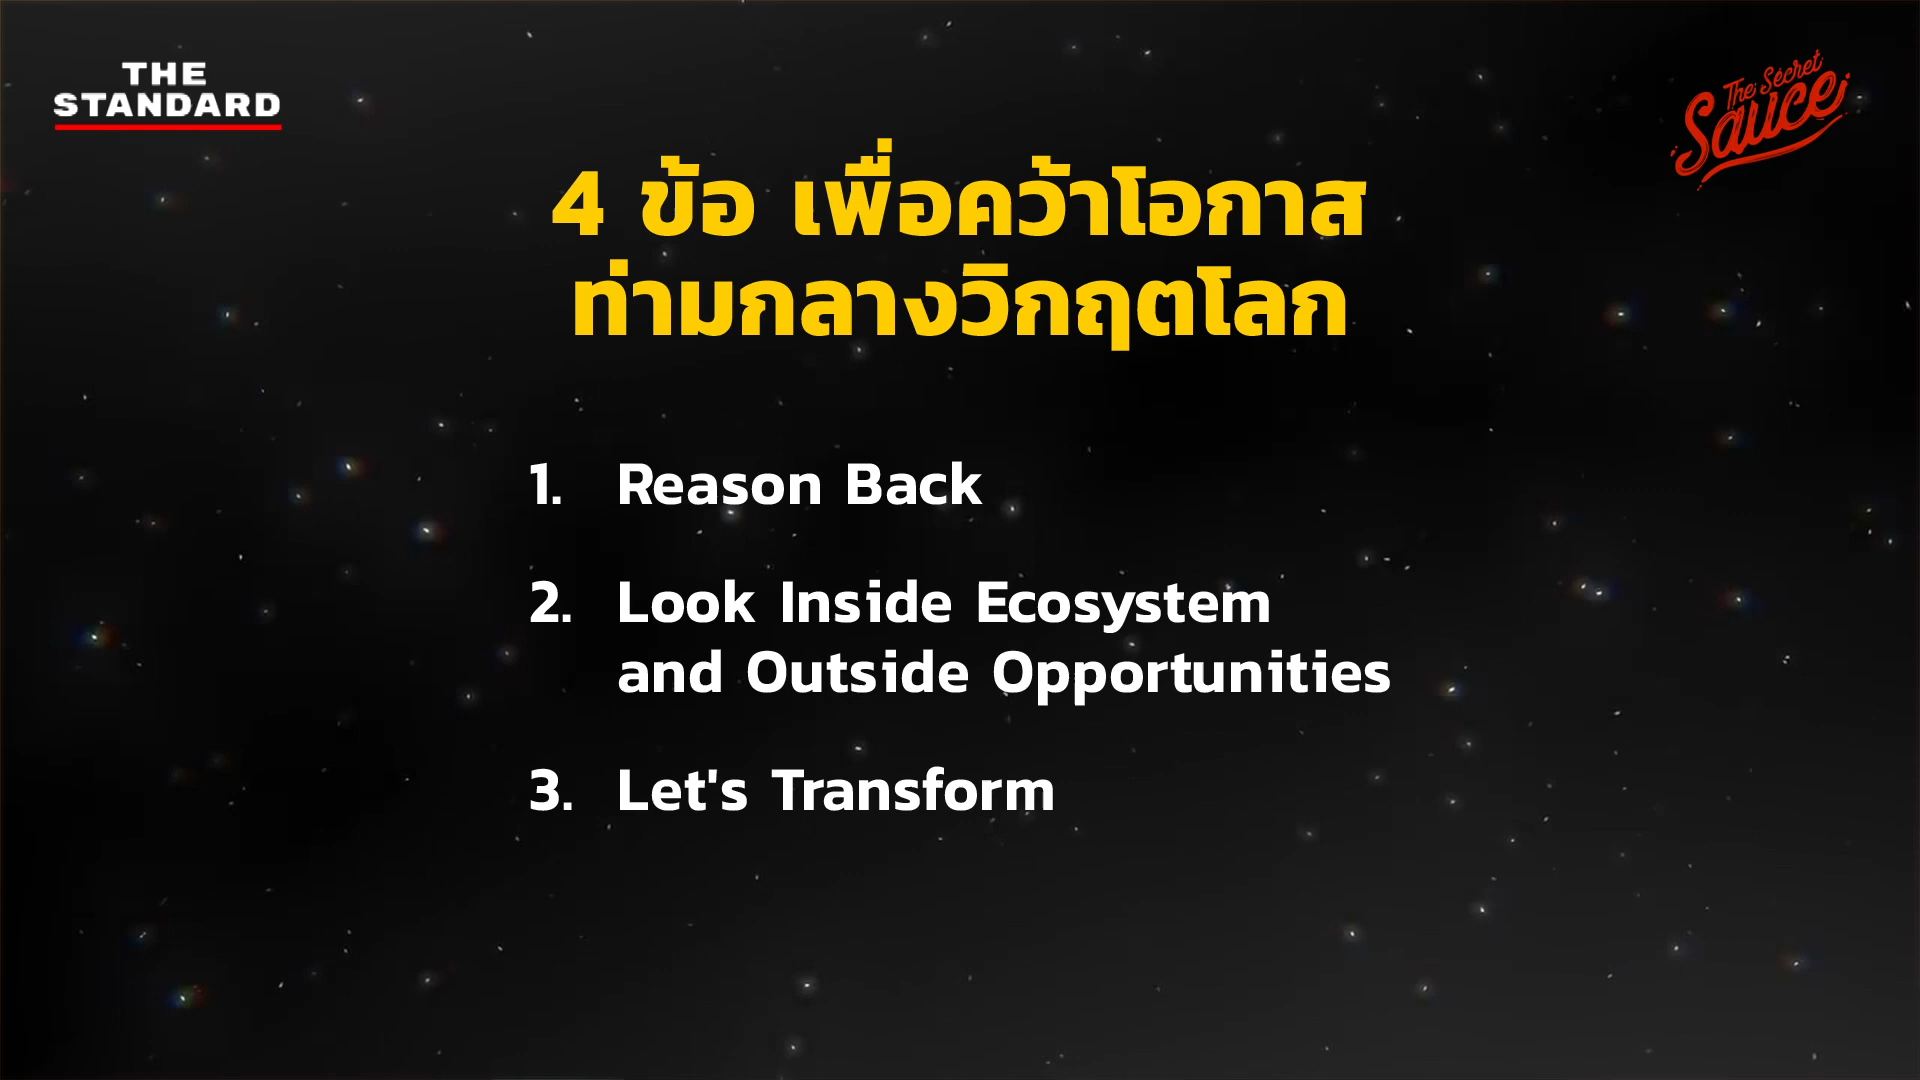 THE
STANDARD
The Secret
Sauce
4 ข้อ เพื่อคว้าโอกาส
ท่ามกลางวิกฤตโลก
1. Reason Back
2. Look Inside Ecosystem
and Outside Opportunities
3. Let's Transform